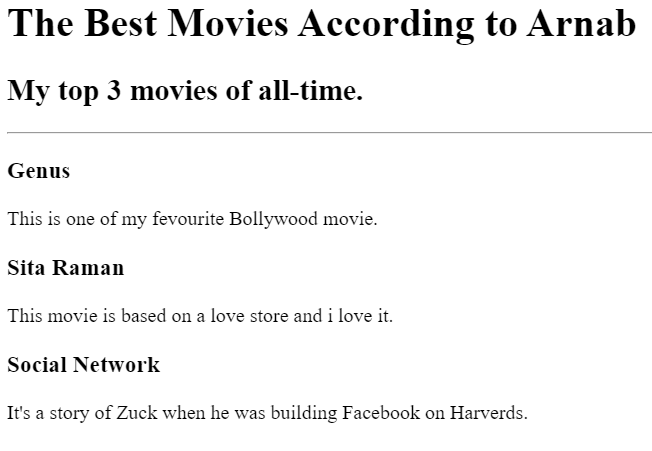 The Best Movies According to Arnab
My top 3 movies of all-time.
Genus
This is one of my fevourite Bollywood movie.
Sita Raman
This movie is based on a love store and i love it.
Social Network
It's a story of Zuck when he was building Facebook on Harverds.